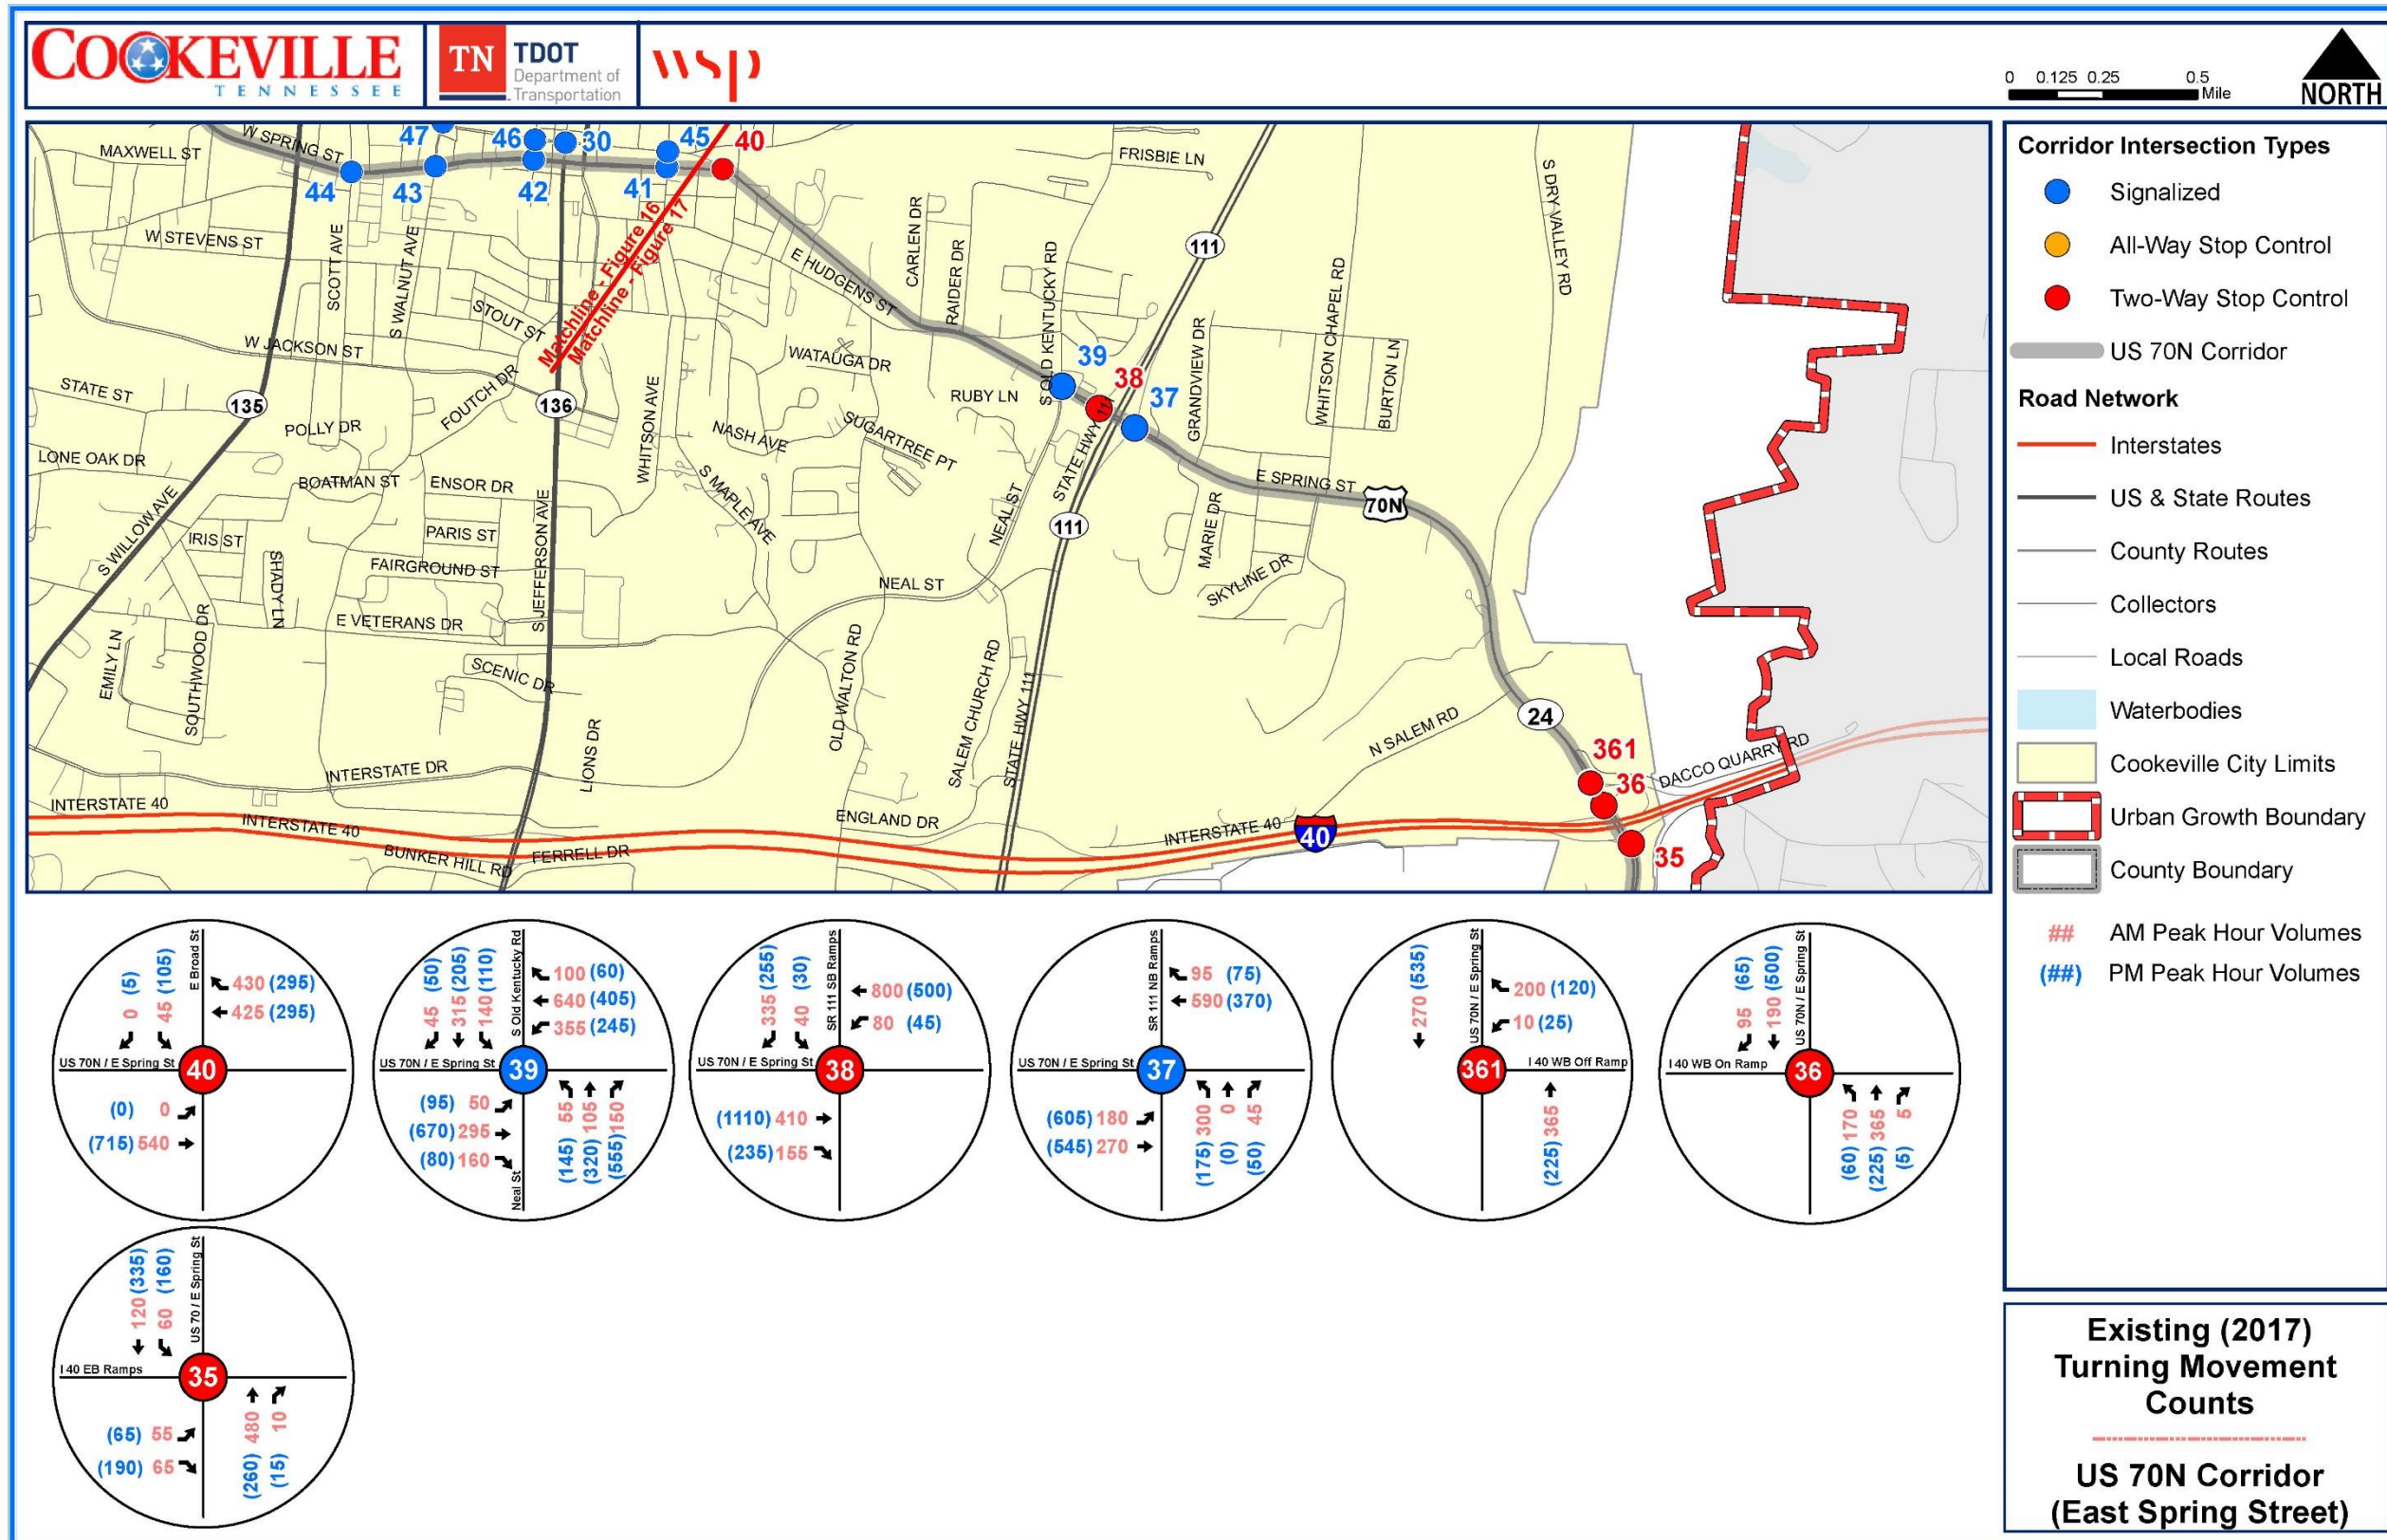 COOKEVILLE
TENNESSEE
TN
TDOT
Department of
Transportation
wsp
0 0.125 0.25 0.5
Mile
NORTH
W SPRING ST
MAXWELL ST
47
46
30
45
40
44
43
42
41
FRISBIE LN
S DRY VALLEY RD
W STEVENS ST
SCOTT AVE
S WALNUT AVE
STOUT ST
Matchline - Figure 16
Matchline - Figure 17
E HUDGENS ST
CARLEN DR
RAIDER DR
S OLD KENTUCKY RD
111
GRANDVIEW DR
WHITSON CHAPEL RD
BURTON LN
W JACKSON ST
WATAUGA DR
39
38
37
STATE ST
135
FOUTCH DR
136
RUBY LN
POLLY DR
WHITSON AVE
NASH AVE
SUGARTREE PT
STATE HWY 111
LONE OAK DR
BOATMAN ST
ENSOR DR
S MAPLE AVE
E SPRING ST
70N
S WILLOW AVE
IRIS ST
PARIS ST
S JEFFERSON AVE
NEAL ST
111
MARIE DR
SHADY LN
FAIRGROUND ST
NEAL ST
SKYLINE DR
E VETERANS DR
EMILY LN
SOUTHWOOD DR
SCENIC DR
OLD WALTON RD
SALEM CHURCH RD
STATE HWY 111
24
N SALEM RD
LIONS DR
361
DACCO QUARRY RD
36
INTERSTATE DR
INTERSTATE 40
INTERSTATE 40
ENGLAND DR
INTERSTATE 40
40
35
BUNKER HILL RD
FERRELL DR
Corridor Intersection Types
Signalized
All-Way Stop Control
Two-Way Stop Control
US 70N Corridor
Road Network
Interstates
US & State Routes
County Routes
Collectors
Local Roads
Waterbodies
Cookeville City Limits
Urban Growth Boundary
County Boundary
## AM Peak Hour Volumes
(##) PM Peak Hour Volumes
0 (5)
45 (105)
E Broad St
430 (295)
425 (295)
US 70N / E Spring St
40
(0) 0
(715) 540
45 (50)
315 (205)
140 (110)
S Old Kentucky Rd
100 (60)
640 (405)
355 (245)
US 70N / E Spring St
39
(95) 50
(670) 295
(80) 160
Neal St
(145) 55
(320) 105
(555) 150
335 (255)
40 (30)
SR 111 SB Ramps
800 (500)
80 (45)
US 70N / E Spring St
38
(1110) 410
(235) 155
SR 111 NB Ramps
95 (75)
590 (370)
US 70N / E Spring St
37
(605) 180
(545) 270
(175) 300
(0) 0
(50) 45
270 (535)
US 70N / E Spring St
200 (120)
10 (25)
361
I 40 WB Off Ramp
(225) 365
95 (65)
190 (500)
US 70N / E Spring St
I 40 WB On Ramp
36
(60) 170
(225) 365
(5) 5
120 (335)
60 (160)
US 70 / E Spring St
I 40 EB Ramps
35
(65) 55
(190) 65
(260) 480
(15) 10
Existing (2017)
Turning Movement
Counts
US 70N Corridor
(East Spring Street)